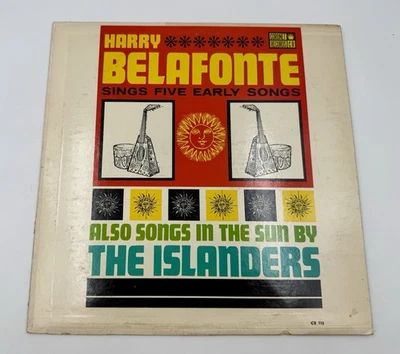 HARRY *******
BELAFONTE
SINGS FIVE EARLY SONGS
ALSO SONGS IN THE SUN BY
THE ISLANDERS